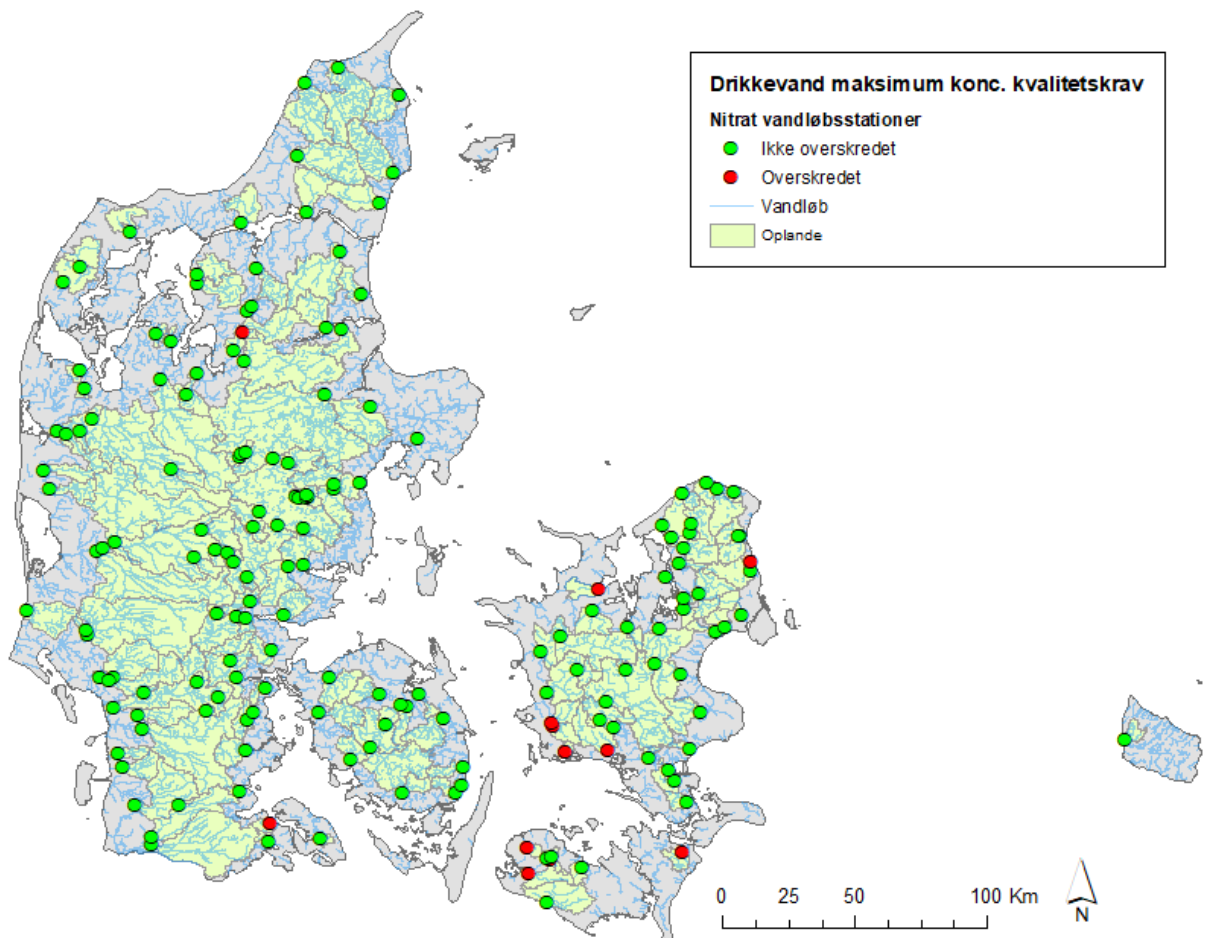 Drikkevand maksimum konc. kvalitetskrav
Nitrat vandløbsstationer
Ikke overskredet
Overskredet
Vandløb
Oplande
0 25 50 100 Km
N